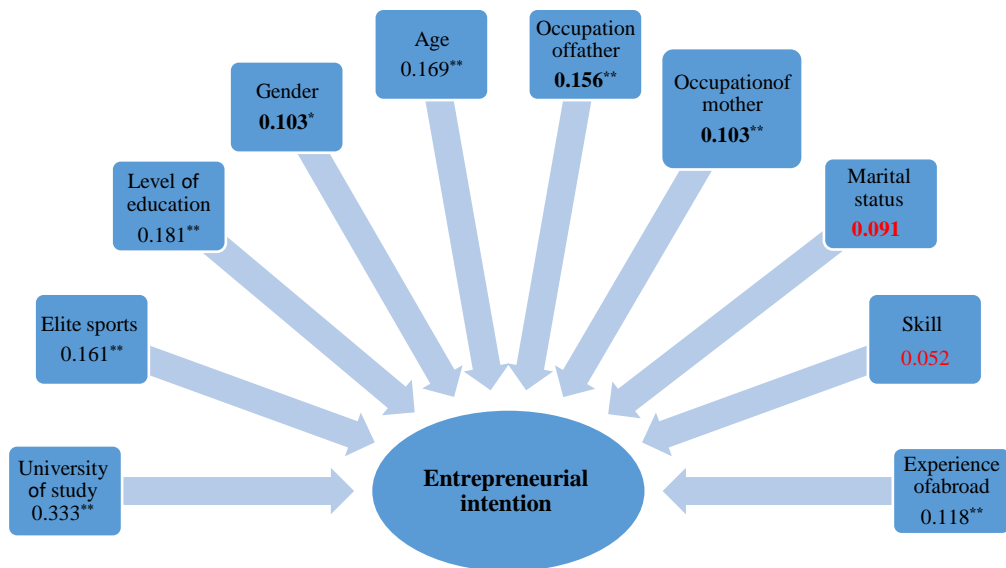 Age
0.169**
Occupation
offather
0.156**
Gender
0.103*
Occupationof
mother
0.103**
Level of
education
0.181**
Marital
status
0.091
Elite sports
0.161**
Skill
0.052
University
of study
0.333**
Entrepreneurial
intention
Experience
ofabroad
0.118**